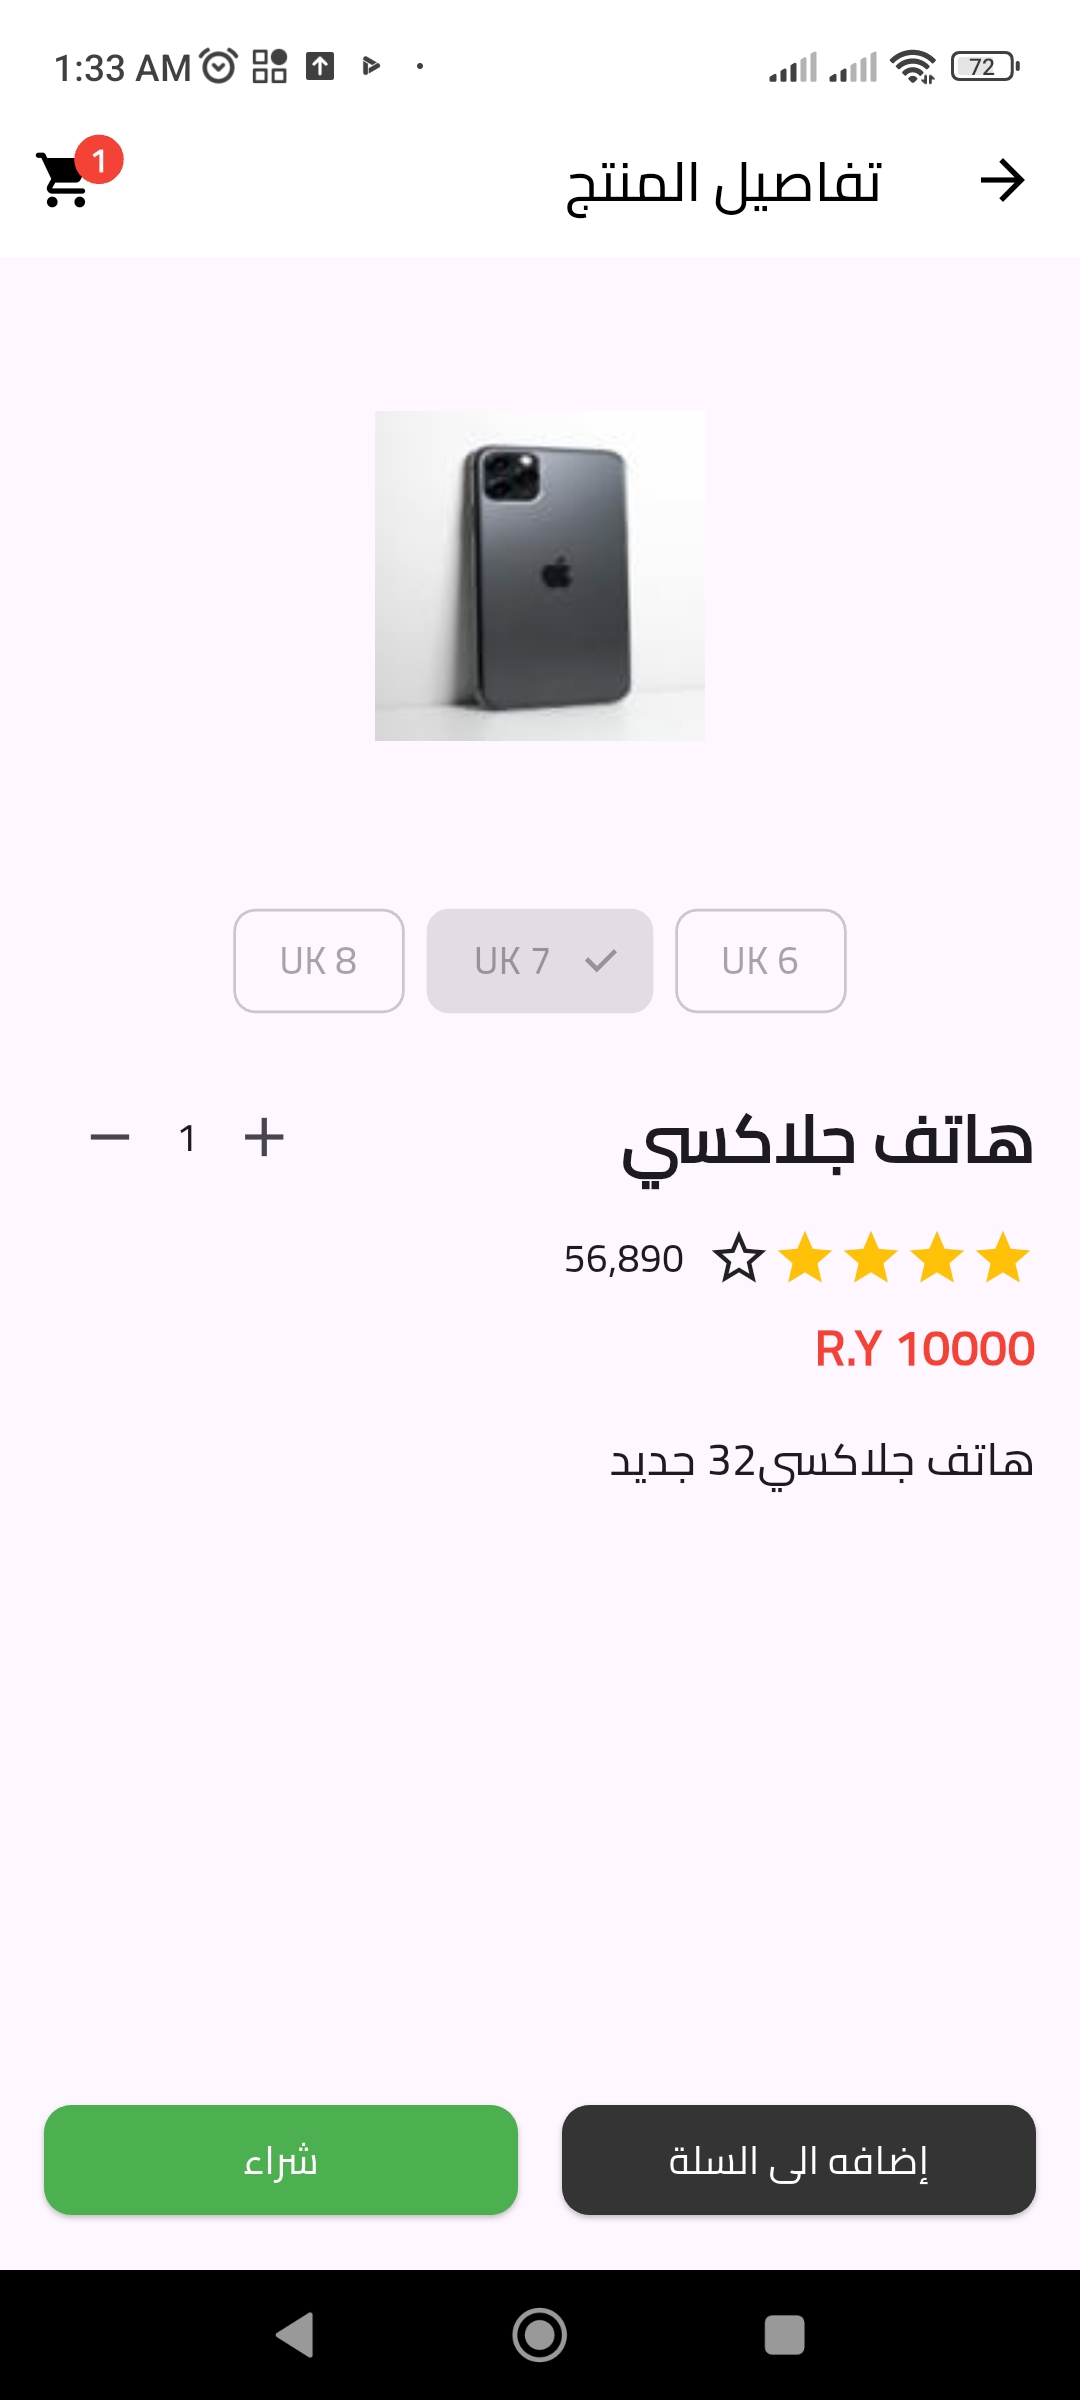 1:33 AM
72
تفاصيل المنتج
1
UK 6
UK 7
UK 8
هاتف جلاكسي
1
56,890
R.Y 10000
هاتف جلاكسي32 جديد
إضافه الى السلة
شراء